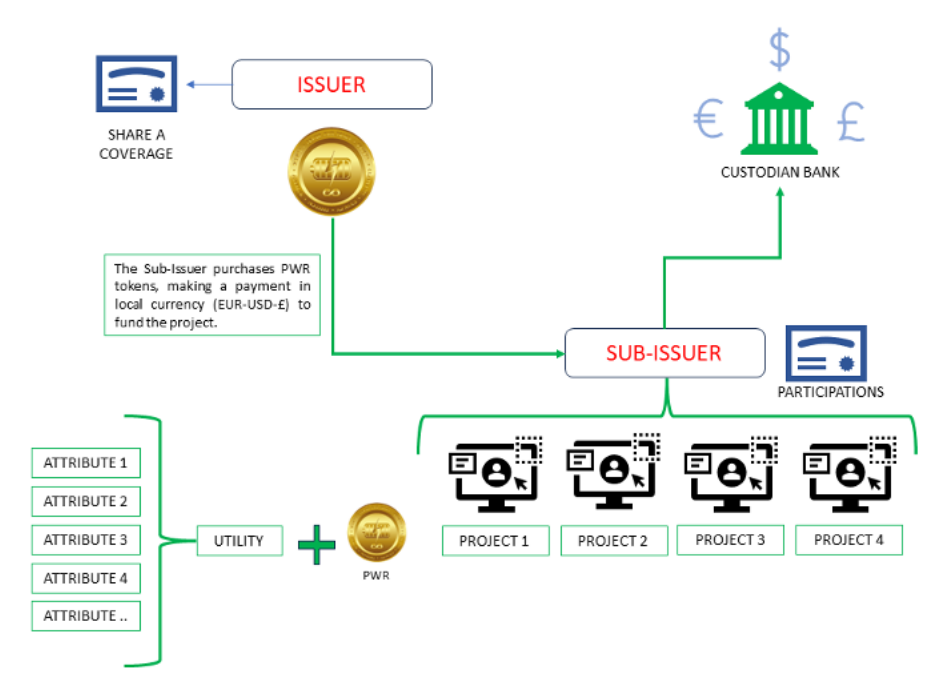 ISSUER
SHARE A
COVERAGE
$
€
£
CUSTODIAN BANK
The Sub-Issuer purchases PWR
tokens, making a payment in
local currency (EUR-USD-£) to
fund the project.
SUB-ISSUER
PARTICIPATIONS
ATTRIBUTE 1
ATTRIBUTE 2
ATTRIBUTE 3
ATTRIBUTE 4
ATTRIBUTE ..
UTILITY
PWR
PROJECT 1
PROJECT 2
PROJECT 3
PROJECT 4